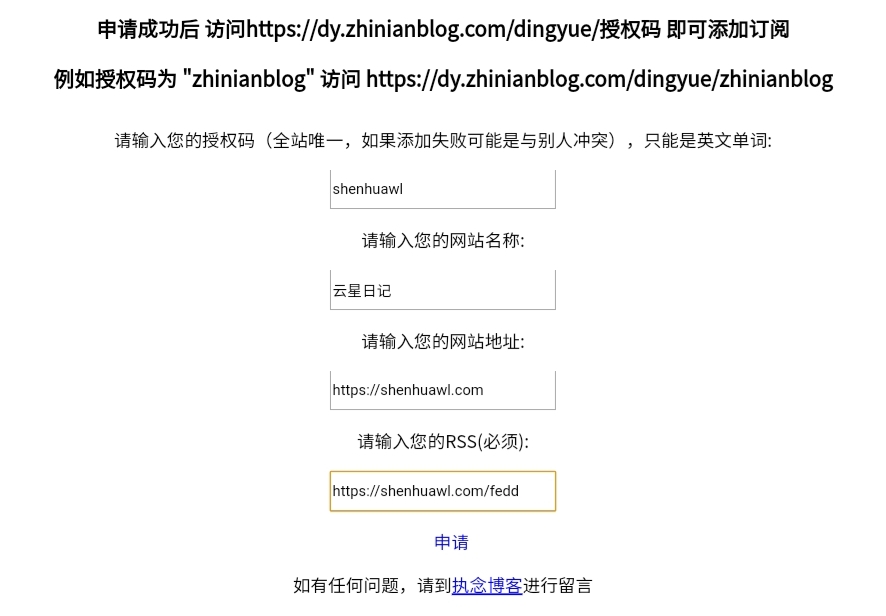 申请成功后 访问https://dy.zhinianblog.com/dingyue/授权码 即可添加订阅
例如授权码为 "zhinianblog" 访问 https://dy.zhinianblog.com/dingyue/zhinianblog
请输入您的授权码（全站唯一，如果添加失败可能是与别人冲突），只能是英文单词:
shenhuawl
请输入您的网站名称:
云星日记
请输入您的网站地址:
https://shenhuawl.com
请输入您的RSS(必须):
https://shenhuawl.com/fedd
申请
如有任何问题，请到执念博客进行留言